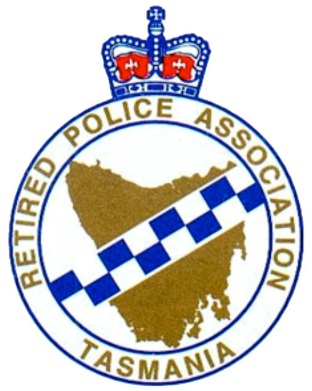 RETIRED POLICE ASSOCIATION
TASMANIA